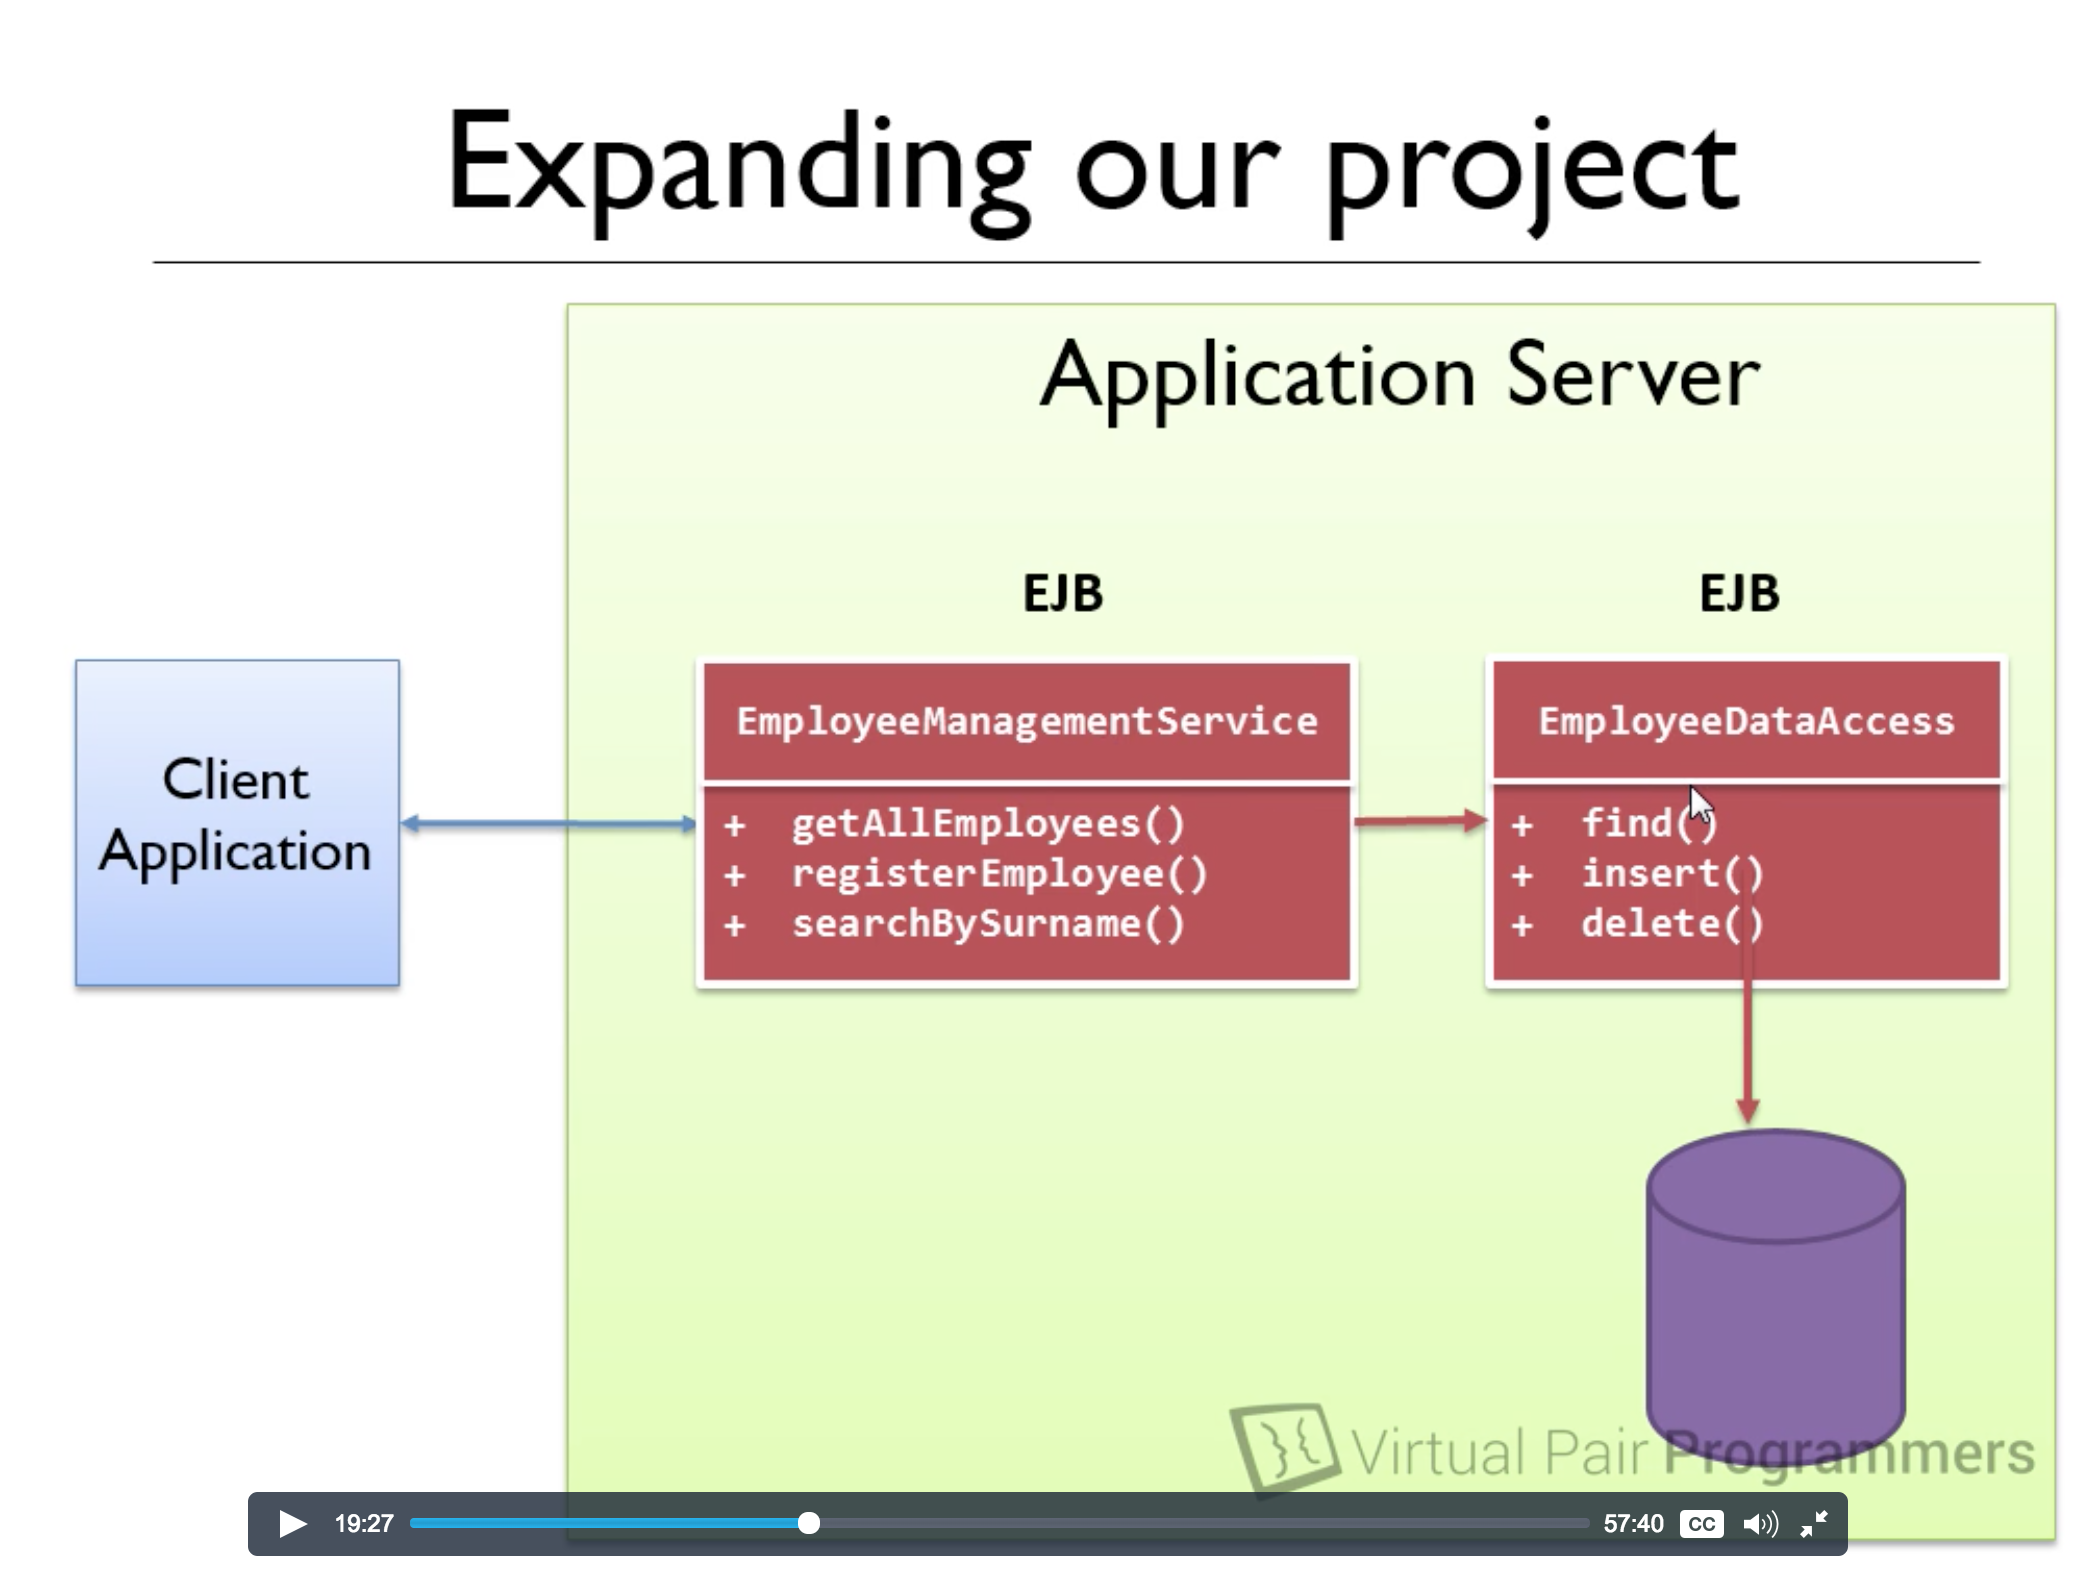 Expanding our project
Application Server
EJB
EJB
Client
Application
EmployeeManagementService
+ getAllEmployees()
+ registerEmployee()
+ searchBySurname()
EmployeeDataAccess
+ find()
+ insert()
+ delete()
Virtual Pair Programmers
19:27
57:40
CC